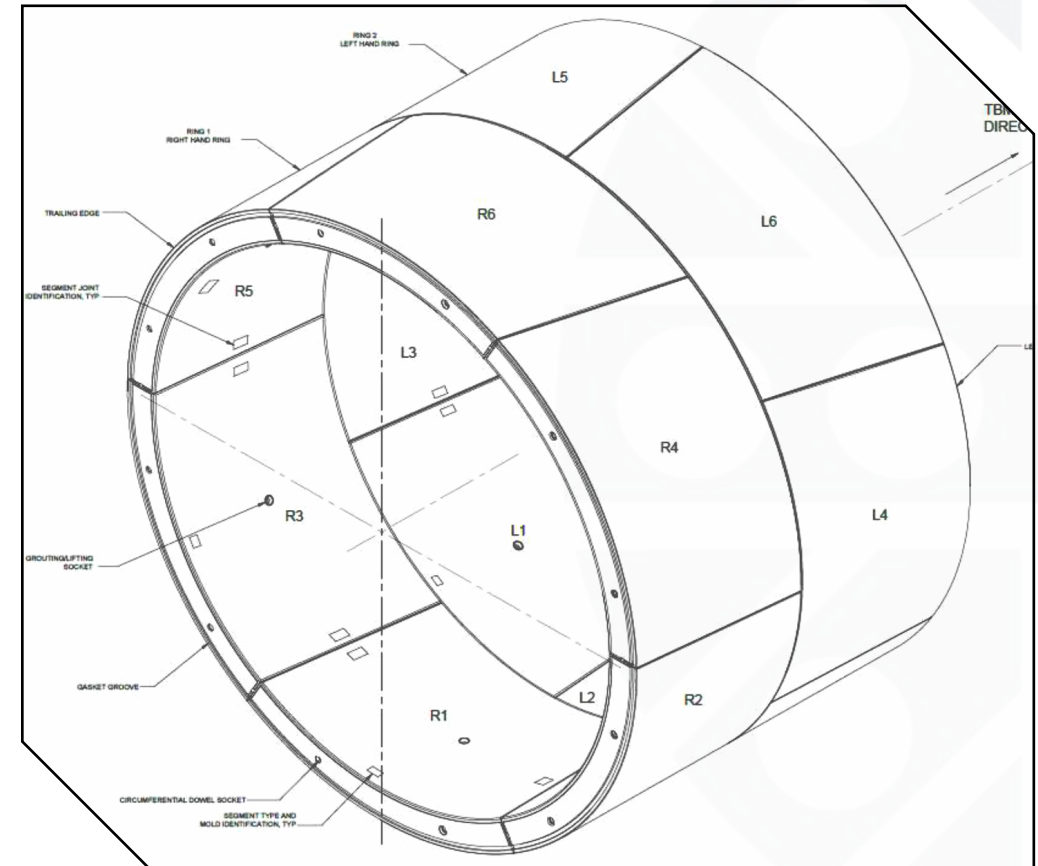 RING 2
LEFT HAND RING
L5
TBM
DIREC
RING 1
RIGHT HAND RING
TRAILING EDGE
R6
L6
SEGMENT JOINT
IDENTIFICATION, TYP
R5
L3
LE
R4
R3
L1
L4
GROUTING/LIFTING
SOCKET
GASKET GROOVE
L2
R2
R1
CIRCUMFERENTIAL DOWEL SOCKET
SEGMENT TYPE AND
MOLD IDENTIFICATION, TYP